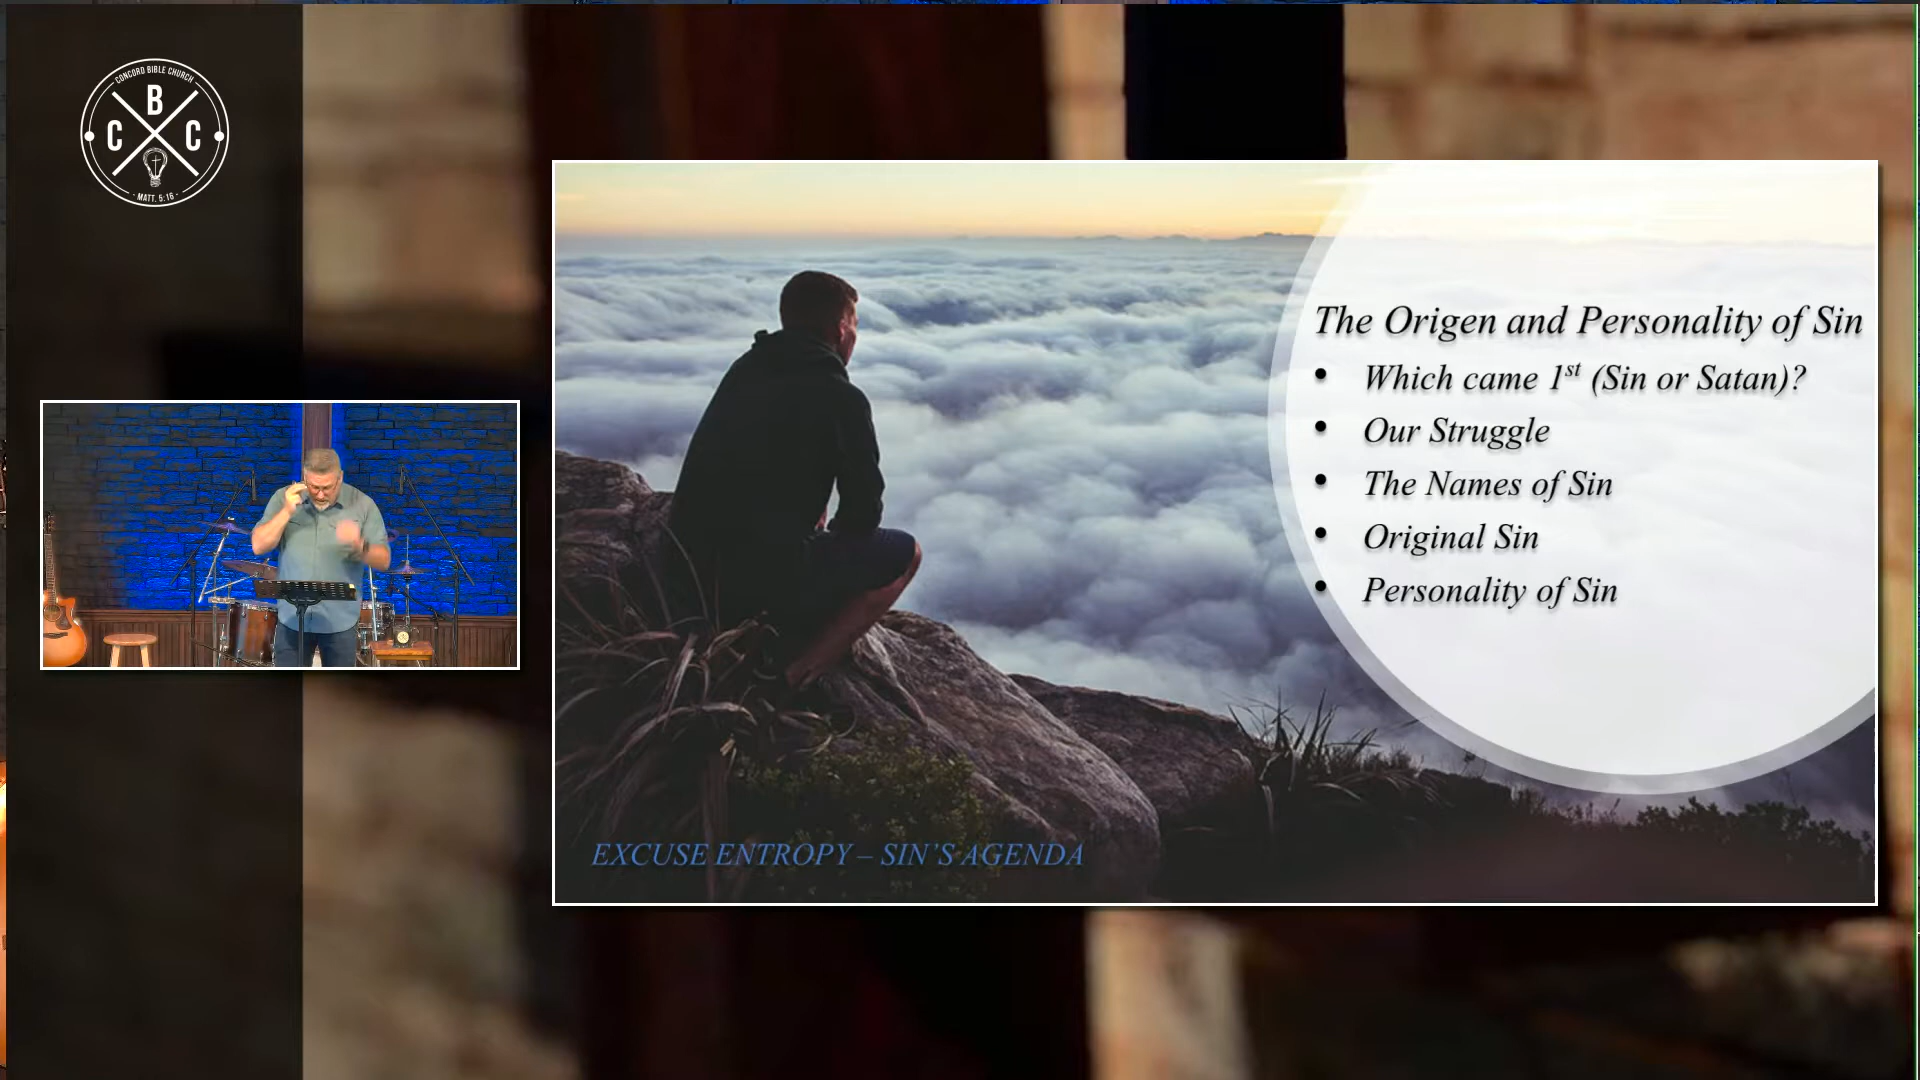 CONCORD BIBLE CHURCH
B
C C
MATT. 5:16
The Origen and Personality of Sin
• Which came 1st (Sin or Satan)?
• Our Struggle
• The Names of Sin
• Original Sin
• Personality of Sin
EXCUSE ENTROPY – SIN’S AGENDA